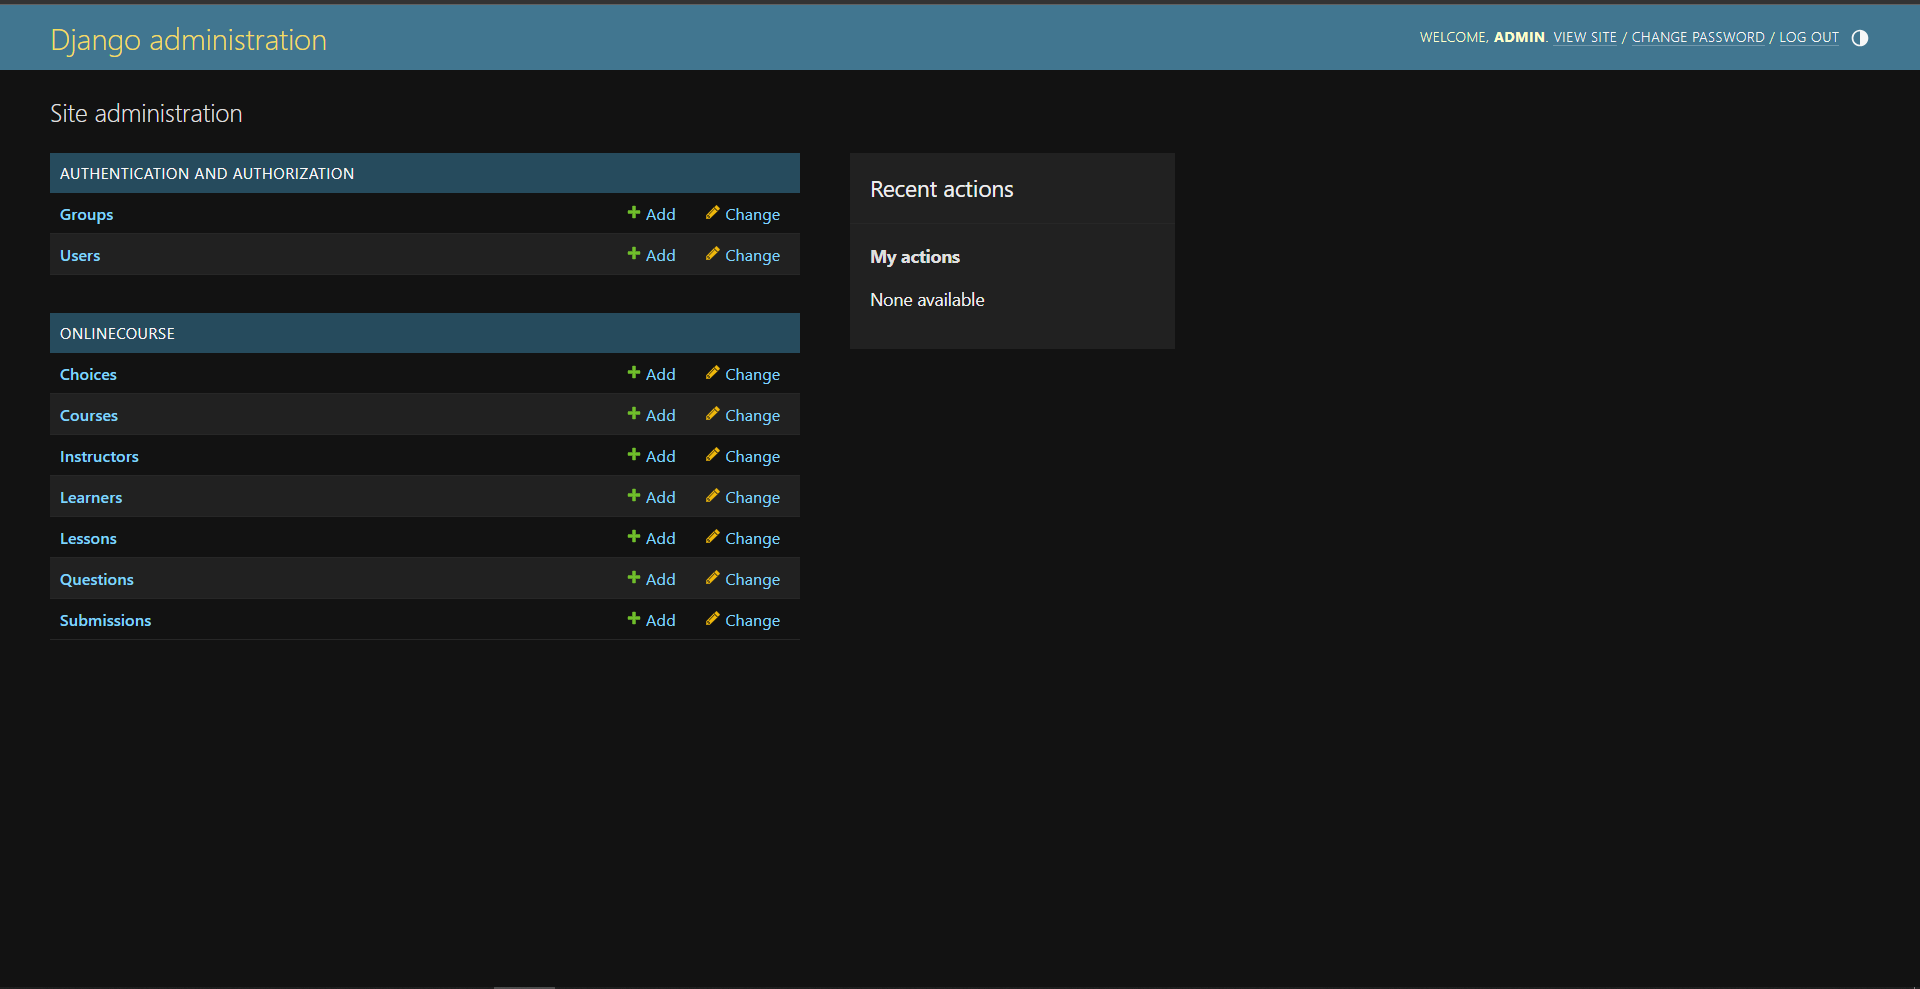 Django administration
WELCOME, ADMIN. VIEW SITE / CHANGE PASSWORD / LOG OUT
Site administration
AUTHENTICATION AND AUTHORIZATION
Groups Add Change
Users Add Change
ONLINECOURSE
Choices Add Change
Courses Add Change
Instructors Add Change
Learners Add Change
Lessons Add Change
Questions Add Change
Submissions Add Change
Recent actions
My actions
None available